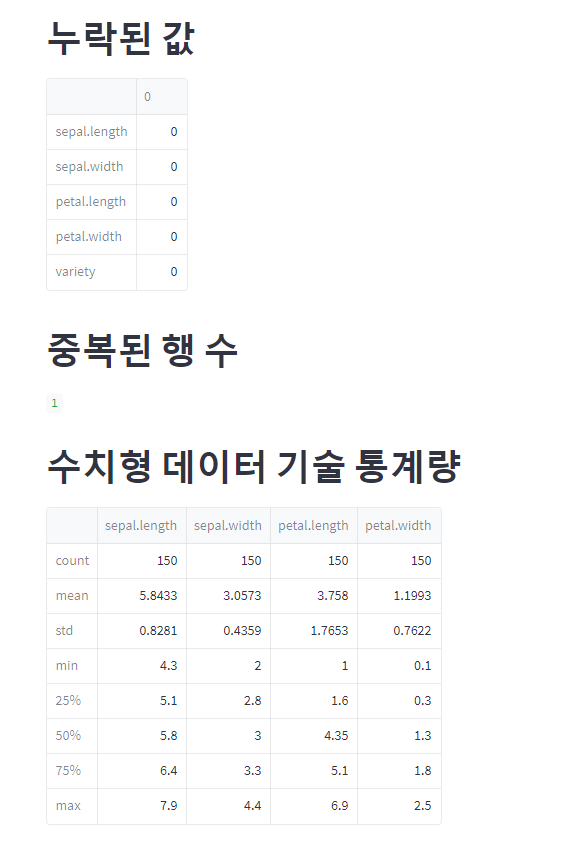 누락된 값
0
sepal.length 0
sepal.width 0
petal.length 0
petal.width 0
variety 0
중복된 행 수
1
수치형 데이터 기술 통계량
sepal.length sepal.width petal.length petal.width
count 150 150 150 150
mean 5.8433 3.0573 3.758 1.1993
std 0.8281 0.4359 1.7653 0.7622
min 4.3 2 1 0.1
25% 5.1 2.8 1.6 0.3
50% 5.8 3 4.35 1.3
75% 6.4 3.3 5.1 1.8
max 7.9 4.4 6.9 2.5